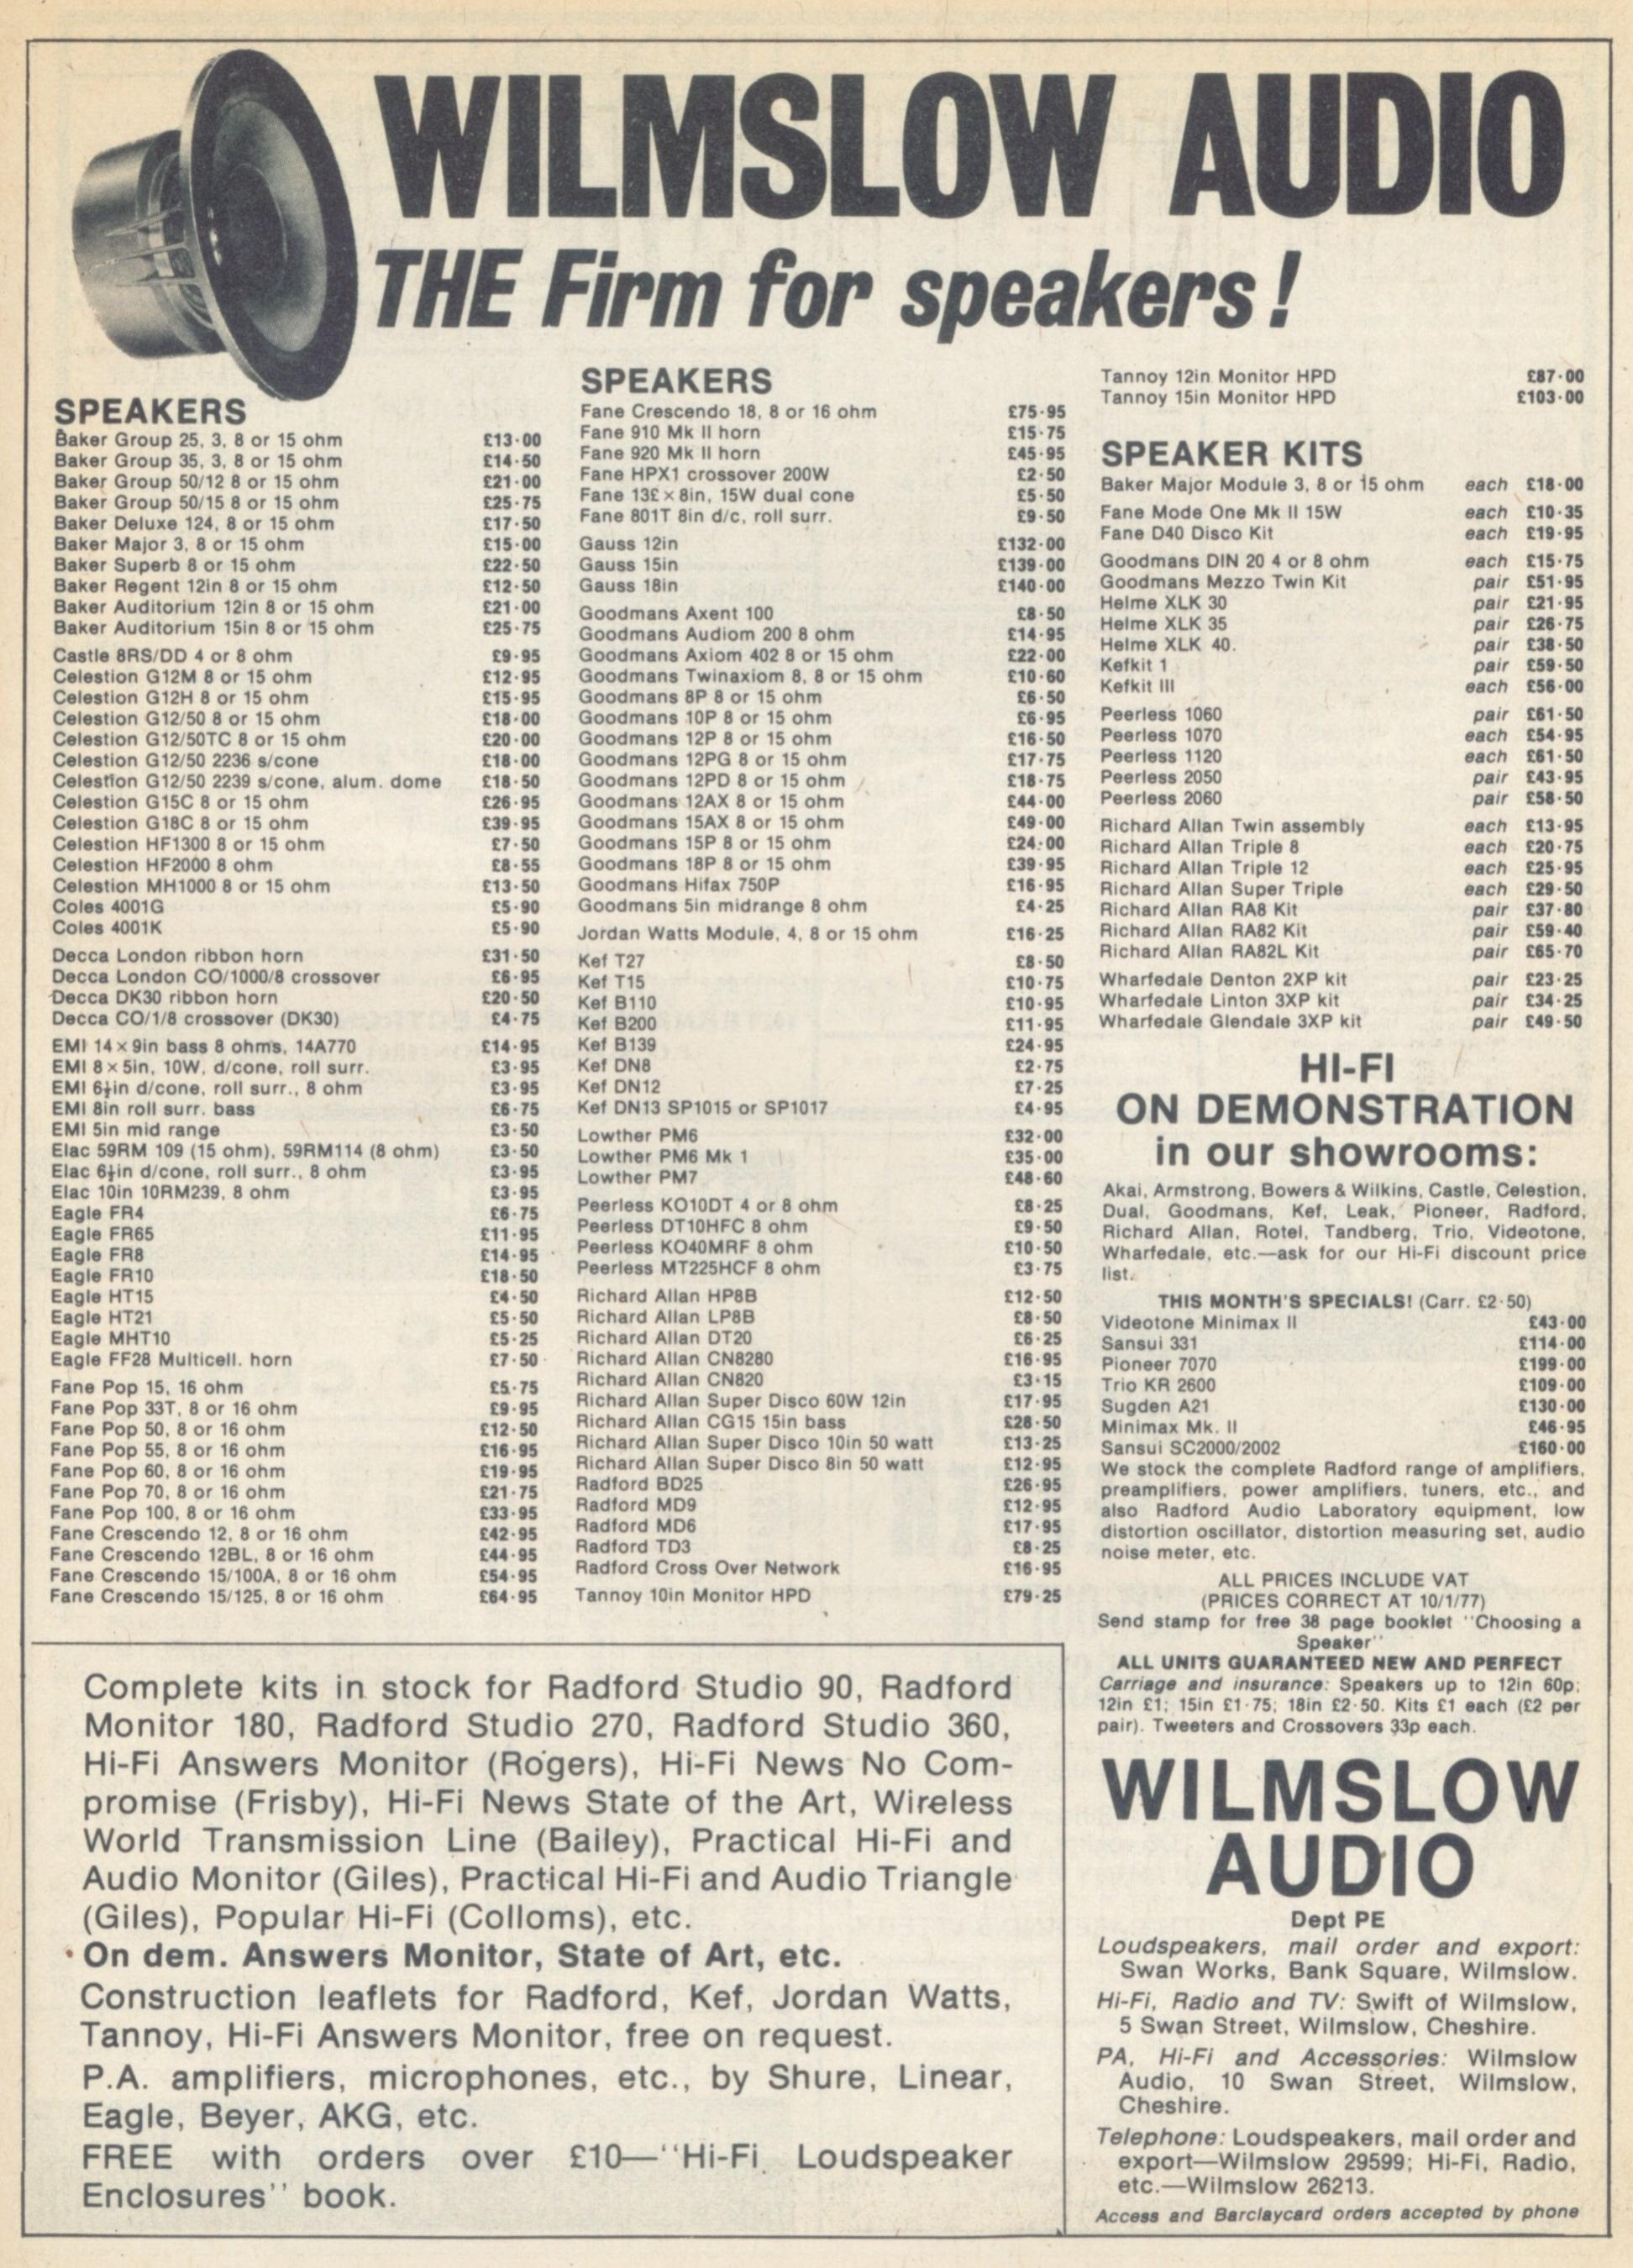 WILMSLOW AUDIO
THE Firm for speakers!
SPEAKERS
Baker Group 25, 3, 8 or 15 ohm £13·00
Baker Group 35, 3, 8 or 15 ohm £14·50
Baker Group 50/12 8 or 15 ohm £21·00
Baker Group 50/15 8 or 15 ohm £25·75
Baker Deluxe 124, 8 or 15 ohm £17·50
Baker Major 3, 8 or 15 ohm £15·00
Baker Superb 8 or 15 ohm £22·50
Baker Regent 12in 8 or 15 ohm £12·50
Baker Auditorium 12in 8 or 15 ohm £21·00
Baker Auditorium 15in 8 or 15 ohm £25·75
Castle 8RS/DD 4 or 8 ohm £9·95
Celestion G12M 8 or 15 ohm £12·95
Celestion G12H 8 or 15 ohm £15·95
Celestion G12/50 8 or 15 ohm £18·00
Celestion G12/50TC 8 or 15 ohm £20·00
Celestion G12/50 2236 s/cone £18·00
Celestion G12/50 2239 s/cone, alum. dome £18·50
Celestion G15C 8 or 15 ohm £26·95
Celestion G18C 8 or 15 ohm £39·95
Celestion HF1300 8 or 15 ohm £7·50
Celestion HF2000 8 ohm £8·55
Celestion MH1000 8 or 15 ohm £13·50
Coles 4001G £5·90
Coles 4001K £5·90
Decca London ribbon horn £31·50
Decca London CO/1000/8 crossover £6·95
Decca DK30 ribbon horn £20·50
Decca CO/1/8 crossover (DK30) £4·75
EMI 14×9in bass 8 ohms, 14A770 £14·95
EMI 8×5in, 10W, d/cone, roll surr. £3·95
EMI 6½in d/cone, roll surr., 8 ohm £3·95
EMI 8in roll surr. bass £6·75
EMI 5in mid range £3·50
Elac 59RM 109 (15 ohm), 59RM114 (8 ohm) £3·50
Elac 6½in d/cone, roll surr., 8 ohm £3·95
Elac 10in 10RM239, 8 ohm £3·95
Eagle FR4 £6·75
Eagle FR65 £11·95
Eagle FR8 £14·95
Eagle FR10 £18·50
Eagle HT15 £4·50
Eagle HT21 £5·50
Eagle MHT10 £5·25
Eagle FF28 Multicell. horn £7·50
Fane Pop 15, 16 ohm £5·75
Fane Pop 33T, 8 or 16 ohm £9·95
Fane Pop 50, 8 or 16 ohm £12·50
Fane Pop 55, 8 or 16 ohm £16·95
Fane Pop 60, 8 or 16 ohm £19·95
Fane Pop 70, 8 or 16 ohm £21·75
Fane Pop 100, 8 or 16 ohm £33·95
Fane Crescendo 12, 8 or 16 ohm £42·95
Fane Crescendo 12BL, 8 or 16 ohm £44·95
Fane Crescendo 15/100A, 8 or 16 ohm £54·95
Fane Crescendo 15/125, 8 or 16 ohm £64·95
SPEAKERS
Fane Crescendo 18, 8 or 16 ohm £75·95
Fane 910 Mk II horn £15·75
Fane 920 Mk II horn £45·95
Fane HPX1 crossover 200W £2·50
Fane 13£×8in, 15W dual cone £5·50
Fane 801T 8in d/c, roll surr. £9·50
Gauss 12in £132·00
Gauss 15in £139·00
Gauss 18in £140·00
Goodmans Axent 100 £8·50
Goodmans Audiom 200 8 ohm £14·95
Goodmans Axiom 402 8 or 15 ohm £22·00
Goodmans Twinaxiom 8, 8 or 15 ohm £10·60
Goodmans 8P 8 or 15 ohm £6·50
Goodmans 10P 8 or 15 ohm £6·95
Goodmans 12P 8 or 15 ohm £16·50
Goodmans 12PG 8 or 15 ohm £17·75
Goodmans 12PD 8 or 15 ohm £18·75
Goodmans 12AX 8 or 15 ohm £44·00
Goodmans 15AX 8 or 15 ohm £49·00
Goodmans 15P 8 or 15 ohm £24·00
Goodmans 18P 8 or 15 ohm £39·95
Goodmans Hifax 750P £16·95
Goodmans 5in midrange 8 ohm £4·25
Jordan Watts Module, 4, 8 or 15 ohm £16·25
Kef T27 £8·50
Kef T15 £10·75
Kef B110 £10·95
Kef B200 £11·95
Kef B139 £24·95
Kef DN8 £2·75
Kef DN12 £7·25
Kef DN13 SP1015 or SP1017 £4·95
Lowther PM6 £32·00
Lowther PM6 Mk 1 £35·00
Lowther PM7 £48·60
Peerless KO10DT 4 or 8 ohm £8·25
Peerless DT10HFC 8 ohm £9·50
Peerless KO40MRF 8 ohm £10·50
Peerless MT225HCF 8 ohm £3·75
Richard Allan HP8B £12·50
Richard Allan LP8B £8·50
Richard Allan DT20 £6·25
Richard Allan CN8280 £16·95
Richard Allan CN820 £3·15
Richard Allan Super Disco 60W 12in £17·95
Richard Allan CG15 15in bass £28·50
Richard Allan Super Disco 10in 50 watt £13·25
Richard Allan Super Disco 8in 50 watt £12·95
Radford BD25 £26·95
Radford MD9 £12·95
Radford MD6 £17·95
Radford TD3 £8·25
Radford Cross Over Network £16·95
Tannoy 10in Monitor HPD £79·25
Tannoy 12in Monitor HPD £87·00
Tannoy 15in Monitor HPD £103·00
SPEAKER KITS
Baker Major Module 3, 8 or 15 ohm each £18·00
Fane Mode One Mk II 15W each £10·35
Fane D40 Disco Kit each £19·95
Goodmans DIN 20 4 or 8 ohm each £15·75
Goodmans Mezzo Twin Kit pair £51·95
Helme XLK 30 pair £21·95
Helme XLK 35 pair £26·75
Helme XLK 40. pair £38·50
Kefkit 1 pair £59·50
Kefkit III each £56·00
Peerless 1060 pair £61·50
Peerless 1070 each £54·95
Peerless 1120 each £61·50
Peerless 2050 pair £43·95
Peerless 2060 pair £58·50
Richard Allan Twin assembly each £13·95
Richard Allan Triple 8 each £20·75
Richard Allan Triple 12 each £25·95
Richard Allan Super Triple each £29·50
Richard Allan RA8 Kit pair £37·80
Richard Allan RA82 Kit pair £59·40
Richard Allan RA82L Kit pair £65·70
Wharfedale Denton 2XP kit pair £23·25
Wharfedale Linton 3XP kit pair £34·25
Wharfedale Glendale 3XP kit pair £49·50
HI-FI
ON DEMONSTRATION
in our showrooms:
Akai, Armstrong, Bowers & Wilkins, Castle, Celestion,
Dual, Goodmans, Kef, Leak, Pioneer, Radford,
Richard Allan, Rotel, Tandberg, Trio, Videotone,
Wharfedale, etc.—ask for our Hi-Fi discount price
list.
THIS MONTH'S SPECIALS! (Carr. £2·50)
Videotone Minimax II £43·00
Sansui 331 £114·00
Pioneer 7070 £199·00
Trio KR 2600 £109·00
Sugden A21 £130·00
Minimax Mk. II £46·95
Sansui SC2000/2002 £160·00
We stock the complete Radford range of amplifiers,
preamplifiers, power amplifiers, tuners, etc., and
also Radford Audio Laboratory equipment, low
distortion oscillator, distortion measuring set, audio
noise meter, etc.
ALL PRICES INCLUDE VAT
(PRICES CORRECT AT 10/1/77)
Send stamp for free 38 page booklet "Choosing a
Speaker"
ALL UNITS GUARANTEED NEW AND PERFECT
Carriage and insurance: Speakers up to 12in 60p;
12in £1; 15in £1·75; 18in £2·50. Kits £1 each (£2 per
pair). Tweeters and Crossovers 33p each.
Complete kits in stock for Radford Studio 90, Radford
Monitor 180, Radford Studio 270, Radford Studio 360,
Hi-Fi Answers Monitor (Rogers), Hi-Fi News No Com-
promise (Frisby), Hi-Fi News State of the Art, Wireless
World Transmission Line (Bailey), Practical Hi-Fi and
Audio Monitor (Giles), Practical Hi-Fi and Audio Triangle
(Giles), Popular Hi-Fi (Colloms), etc.
On dem. Answers Monitor, State of Art, etc.
Construction leaflets for Radford, Kef, Jordan Watts,
Tannoy, Hi-Fi Answers Monitor, free on request.
P.A. amplifiers, microphones, etc., by Shure, Linear,
Eagle, Beyer, AKG, etc.
FREE with orders over £10—"Hi-Fi Loudspeaker
Enclosures" book.
WILMSLOW
AUDIO
Dept PE
Loudspeakers, mail order and export:
Swan Works, Bank Square, Wilmslow.
Hi-Fi, Radio and TV: Swift of Wilmslow,
5 Swan Street, Wilmslow, Cheshire.
PA, Hi-Fi and Accessories: Wilmslow
Audio, 10 Swan Street, Wilmslow,
Cheshire.
Telephone: Loudspeakers, mail order and
export—Wilmslow 29599; Hi-Fi, Radio,
etc.—Wilmslow 26213.
Access and Barclaycard orders accepted by phone